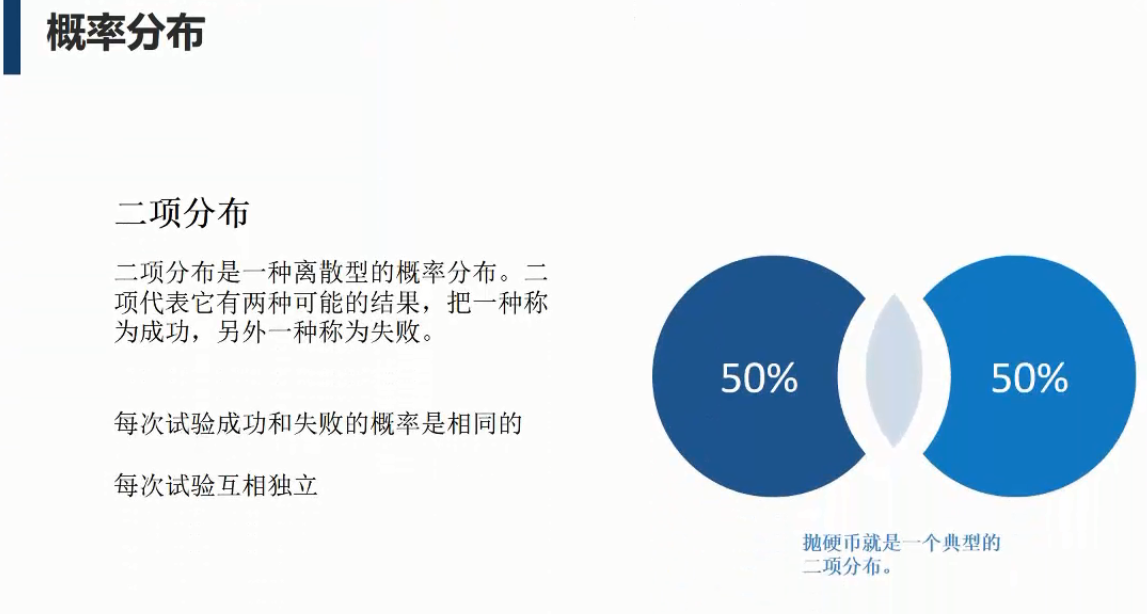 概率分布
二项分布
二项分布是一种离散型的概率分布。二
项代表它有两种可能的结果，把一种称
为成功，另外一种称为失败。
每次试验成功和失败的概率是相同的
每次试验互相独立
50%
50%
抛硬币就是一个典型的
二项分布。